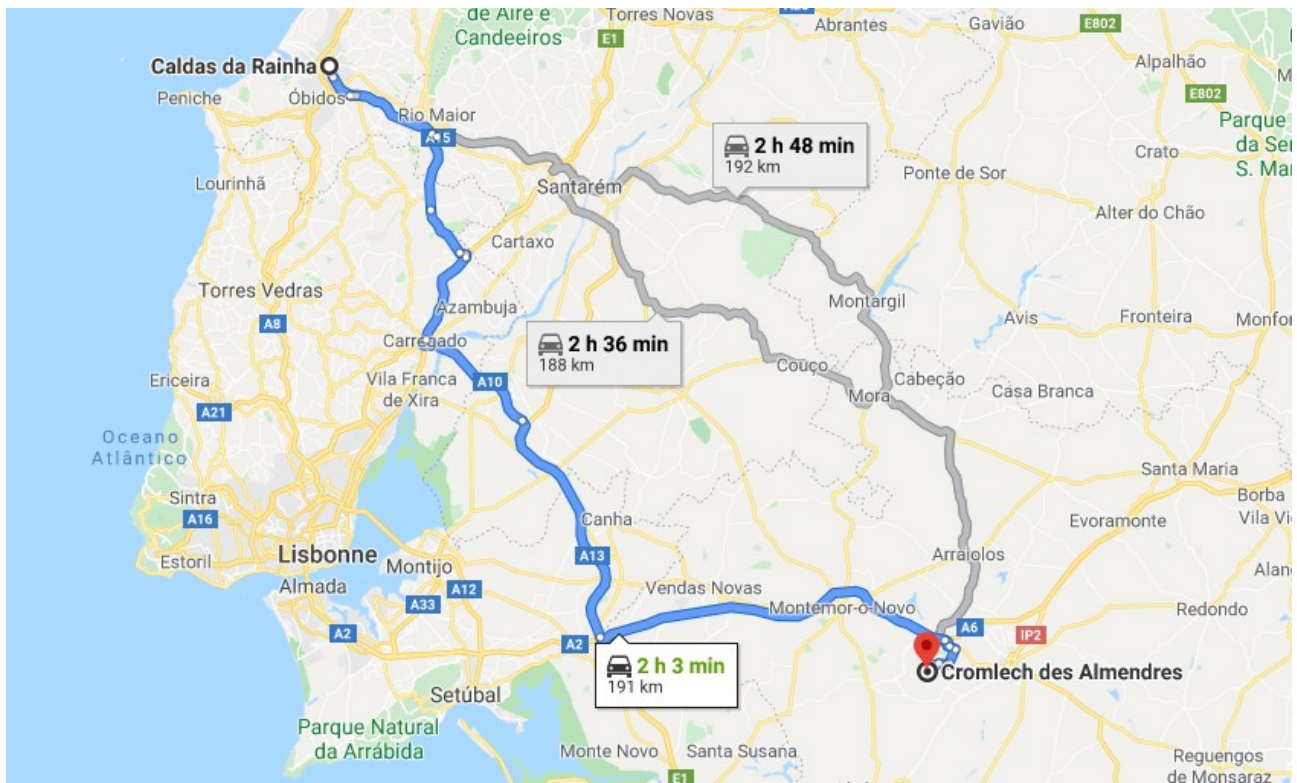 de Aire e
Candeeiros
Torres Novas
E1
Abrantes
Gavião
E802
Alpalhão
E802
Parque
da Se
S. Ma
Caldas da Rainha
Peniche
Óbidos
Rio Maior
A15
2 h 48 min
192 km
Crato
Lourinhã
Santarém
Ponte de Sor
Alter do Chão
Cartaxo
Torres Vedras
A8
Azambuja
Montargil
Avis
Fronteira
Monfor
Carregado
2 h 36 min
188 km
Couço
Cabeção
Mora
Casa Branca
Ericeira
Vila Franca
de Xira
A10
A21
Oceano
Atlântico
Santa Maria
Sintra
A16
Borba
Vila Vi
Canha
Evoramonte
Estoril
Lisbonne
Almada
Montijo
A13
Arraiolos
A12
A33
Vendas Novas
Montemor-o-Novo
Redondo
A2
A2
A6
IP2
2 h 3 min
191 km
Cromlech des Almendres
Setúbal
Parque Natural
da Arrábida
Monte Novo
Santa Susana
E1
Reguengos
de Monsaraz